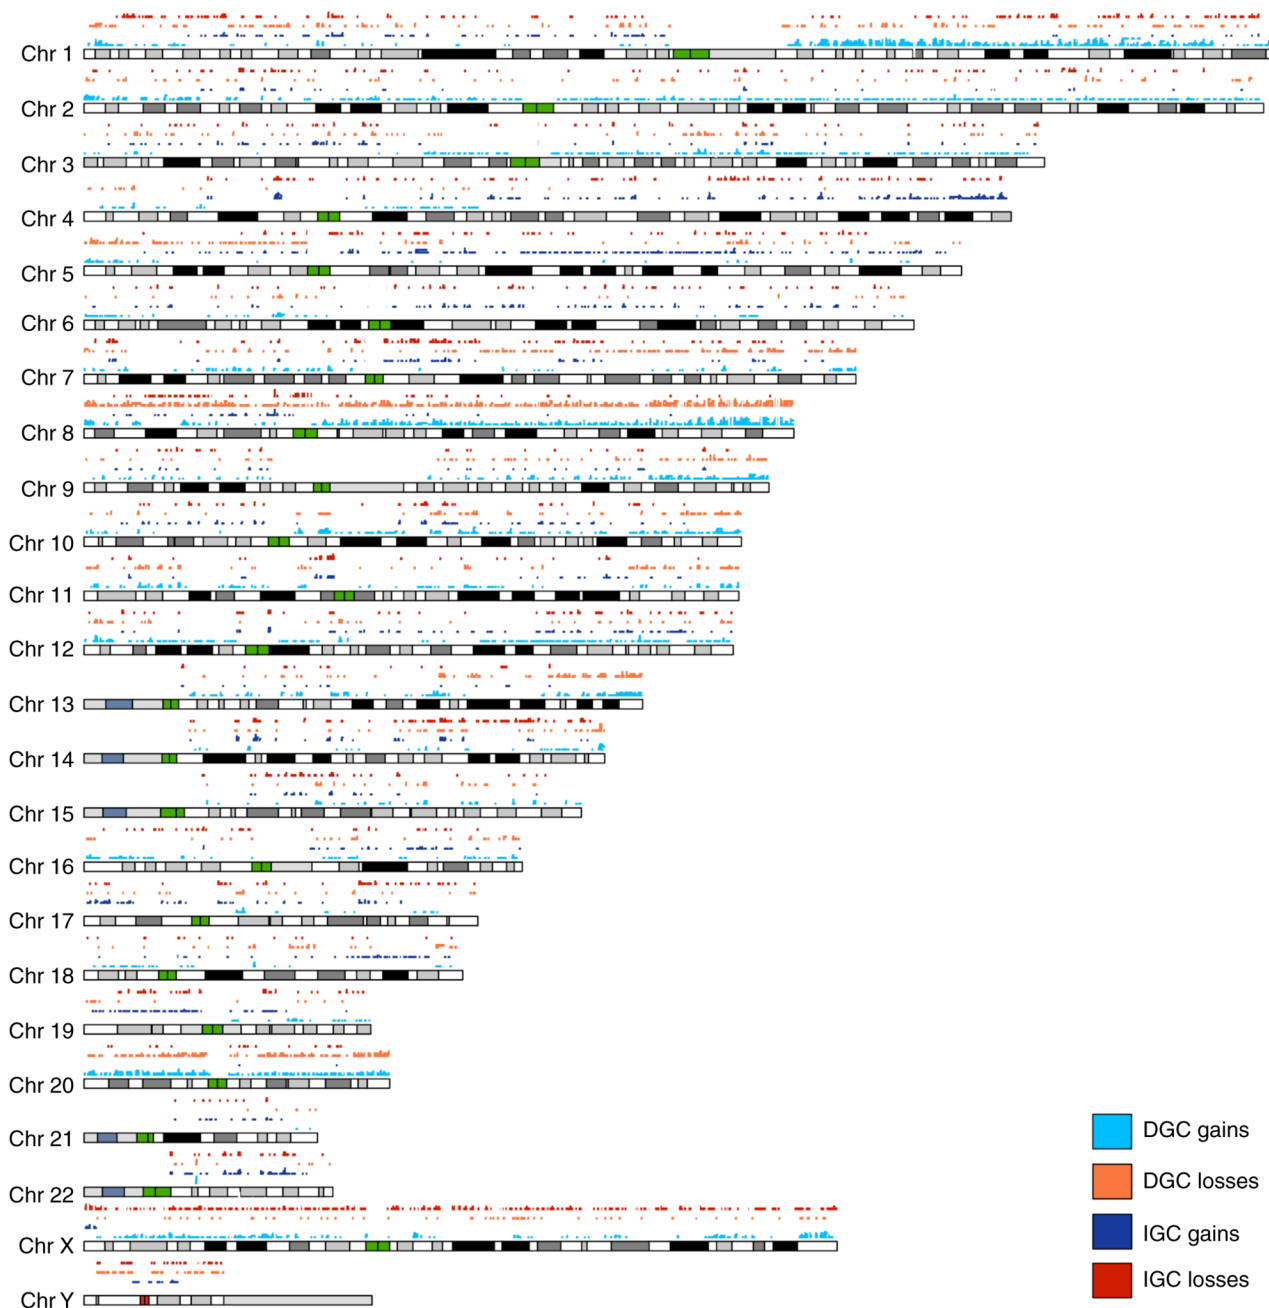 Chr 1
Chr 2
Chr 3
Chr 4
Chr 5
Chr 6
Chr 7
Chr 8
Chr 9
Chr 10
Chr 11
Chr 12
Chr 13
Chr 14
Chr 15
Chr 16
Chr 17
Chr 18
Chr 19
Chr 20
Chr 21
Chr 22
Chr X
Chr Y
DGC gains
DGC losses
IGC gains
IGC losses